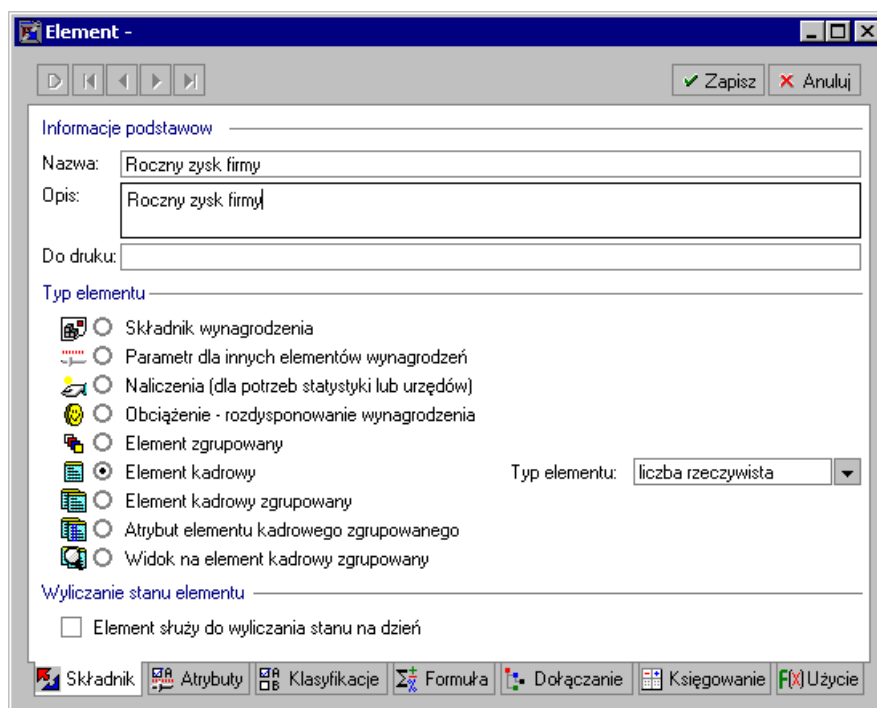 Element -
Zapisz Anuluj
Informacje podstawow
Nazwa: Roczny zysk firmy
Opis: Roczny zysk firmy
Do druku:
Typ elementu
Składnik wynagrodzenia
Parametr dla innych elementów wynagrodzeń
Naliczenia (dla potrzeb statystyki lub urzędów)
Obciążenie - rozdysponowanie wynagrodzenia
Element zgrupowany
Element kadrowy Typ elementu: liczba rzeczywista
Element kadrowy zgrupowany
Atrybut elementu kadrowego zgrupowanego
Widok na element kadrowy zgrupowany
Wyliczanie stanu elementu
Element służy do wyliczania stanu na dzień
Składnik Atrybuty Klasyfikacje Formuła Dołączanie Księgowanie F(X) Użycie